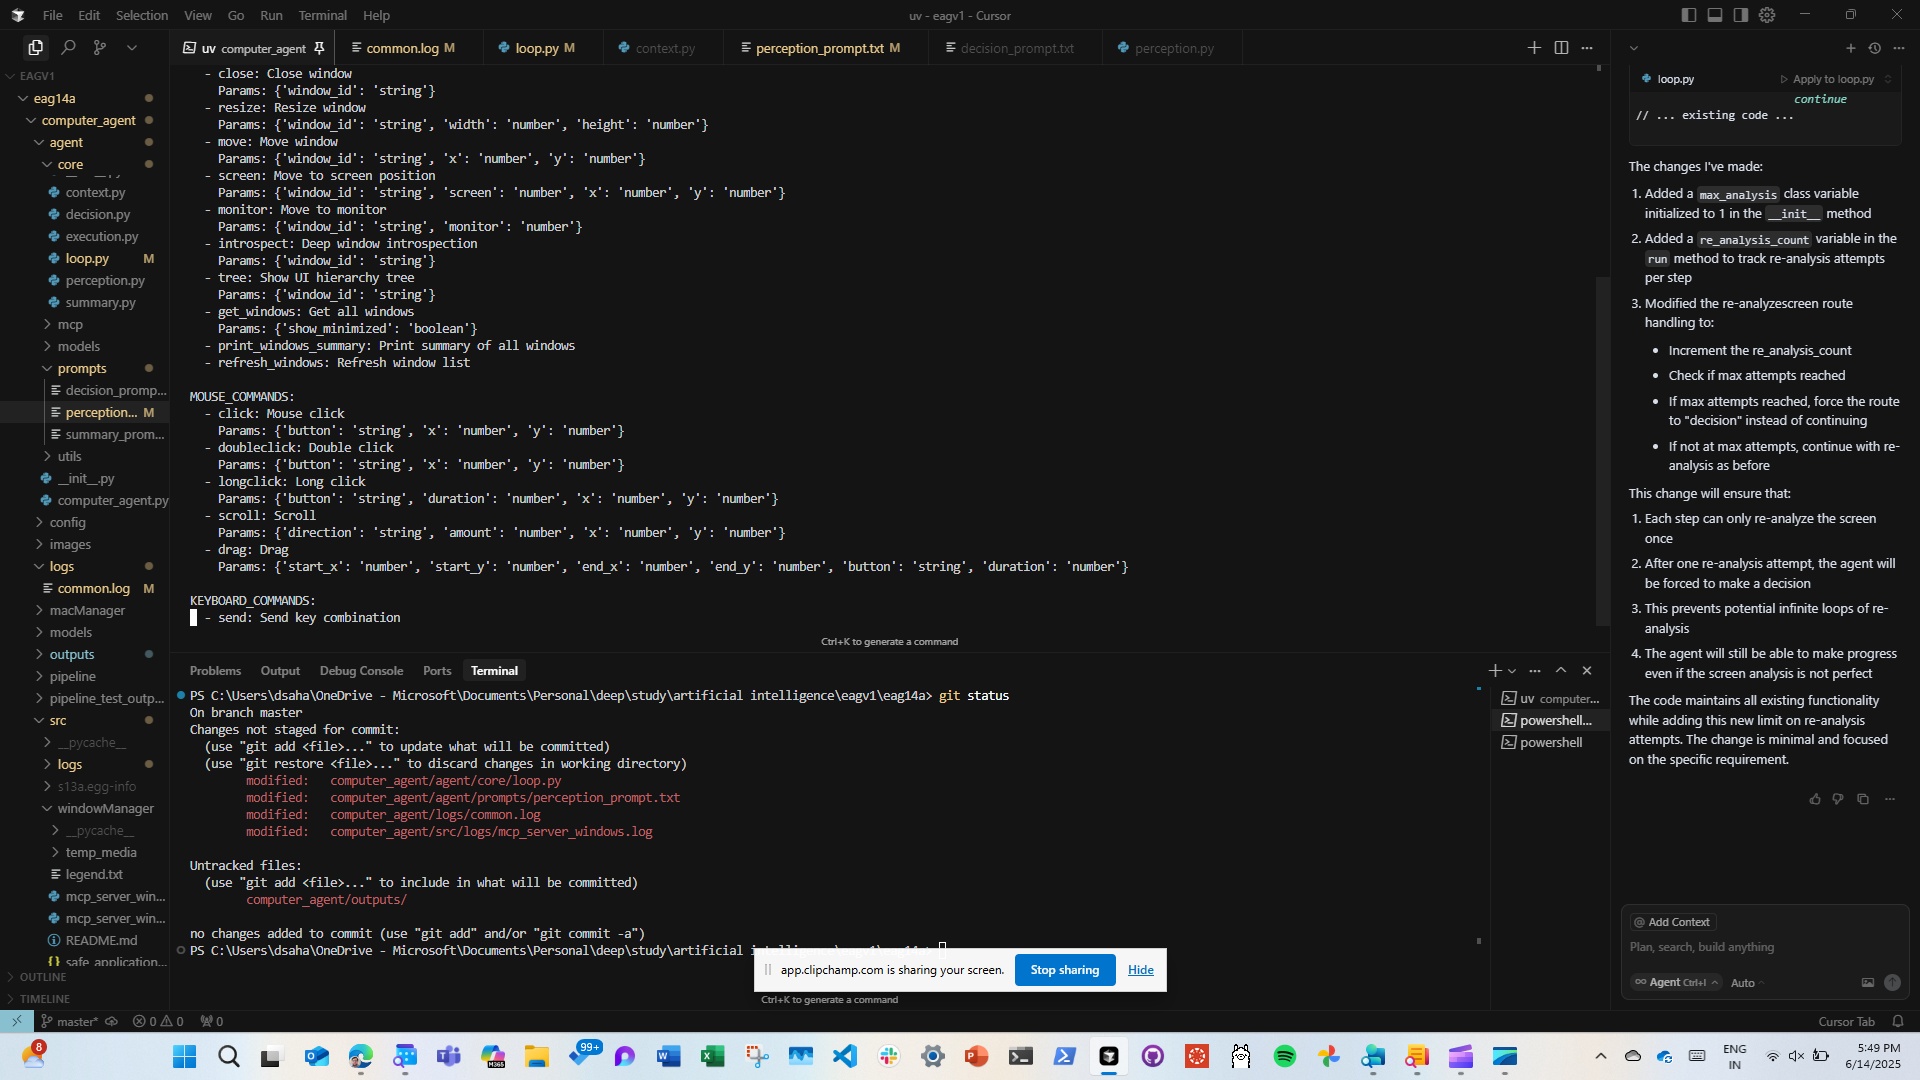 File Edit Selection View Go Run Terminal Help
uv - eagv1 - Cursor
uv computer_agent
common.log M
loop.py M
context.py
perception_prompt.txt M
decision_prompt.txt
perception.py
EAGV1
eag14a
computer_agent
agent
core
context.py
decision.py
execution.py
loop.py M
perception.py
summary.py
mcp
models
prompts
decision_promp...
perception... M
summary_prom...
utils
__init__.py
computer_agent.py
config
images
logs
common.log M
macManager
models
outputs
pipeline
pipeline_test_outp...
src
__pycache__
logs
s13a.egg-info
windowManager
__pycache__
temp_media
legend.txt
mcp_server_win...
mcp_server_win...
README.md
safe_application...
OUTLINE
TIMELINE
- close: Close window
Params: {'window_id': 'string'}
- resize: Resize window
Params: {'window_id': 'string', 'width': 'number', 'height': 'number'}
- move: Move window
Params: {'window_id': 'string', 'x': 'number', 'y': 'number'}
- screen: Move to screen position
Params: {'window_id': 'string', 'screen': 'number', 'x': 'number', 'y': 'number'}
- monitor: Move to monitor
Params: {'window_id': 'string', 'monitor': 'number'}
- introspect: Deep window introspection
Params: {'window_id': 'string'}
- tree: Show UI hierarchy tree
Params: {'window_id': 'string'}
- get_windows: Get all windows
Params: {'show_minimized': 'boolean'}
- print_windows_summary: Print summary of all windows
- refresh_windows: Refresh window list
MOUSE_COMMANDS:
- click: Mouse click
Params: {'button': 'string', 'x': 'number', 'y': 'number'}
- doubleclick: Double click
Params: {'button': 'string', 'x': 'number', 'y': 'number'}
- longclick: Long click
Params: {'button': 'string', 'duration': 'number', 'x': 'number', 'y': 'number'}
- scroll: Scroll
Params: {'direction': 'string', 'amount': 'number', 'x': 'number', 'y': 'number'}
- drag: Drag
Params: {'start_x': 'number', 'start_y': 'number', 'end_x': 'number', 'end_y': 'number', 'button': 'string', 'duration': 'number'}
KEYBOARD_COMMANDS:
- send: Send key combination
Ctrl+K to generate a command
Problems Output Debug Console Ports Terminal
PS C:\Users\dsaha\OneDrive - Microsoft\Documents\Personal\deep\study\artificial intelligence\eagv1\eag14a> git status
On branch master
Changes not staged for commit:
(use "git add <file>..." to update what will be committed)
(use "git restore <file>..." to discard changes in working directory)
modified: computer_agent/agent/core/loop.py
modified: computer_agent/agent/prompts/perception_prompt.txt
modified: computer_agent/logs/common.log
modified: computer_agent/src/logs/mcp_server_windows.log
Untracked files:
(use "git add <file>..." to include in what will be committed)
computer_agent/outputs/
no changes added to commit (use "git add" and/or "git commit -a")
PS C:\Users\dsaha\OneDrive - Microsoft\Documents\Personal\deep\study\artificial intelligence\eagv1\eag14a>
Ctrl+K to generate a command
uv computer...
powershell...
powershell
app.clipchamp.com is sharing your screen. Stop sharing Hide
loop.py Apply to loop.py
continue
// ... existing code ...
The changes I've made:
1. Added a max_analysis class variable
initialized to 1 in the __init__ method
2. Added a re_analysis_count variable in the
run method to track re-analysis attempts
per step
3. Modified the re-analyzescreen route
handling to:
• Increment the re_analysis_count
• Check if max attempts reached
• If max attempts reached, force the route
to "decision" instead of continuing
• If not at max attempts, continue with re-
analysis as before
This change will ensure that:
1. Each step can only re-analyze the screen
once
2. After one re-analysis attempt, the agent will
be forced to make a decision
3. This prevents potential infinite loops of re-
analysis
4. The agent will still be able to make progress
even if the screen analysis is not perfect
The code maintains all existing functionality
while adding this new limit on re-analysis
attempts. The change is minimal and focused
on the specific requirement.
@ Add Context
Plan, search, build anything
Agent Ctrl+I Auto
master* 0 0 0
Cursor Tab
8
99+
M365
ENG
IN
5:49 PM
6/14/2025